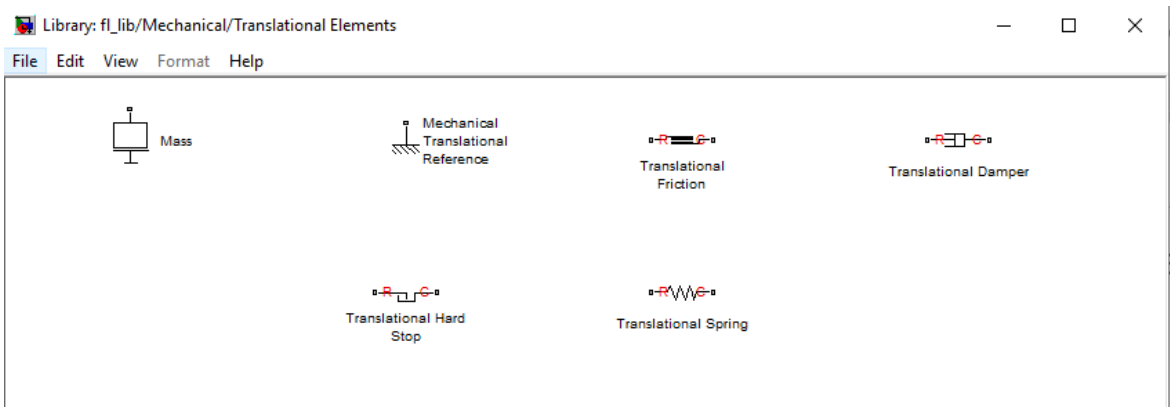 Library: fl_lib/Mechanical/Translational Elements
File Edit View Format Help
Mass
Mechanical
Translational
Reference
R C
Translational
Friction
R C
Translational Damper
R C
Translational Hard
Stop
R C
Translational Spring